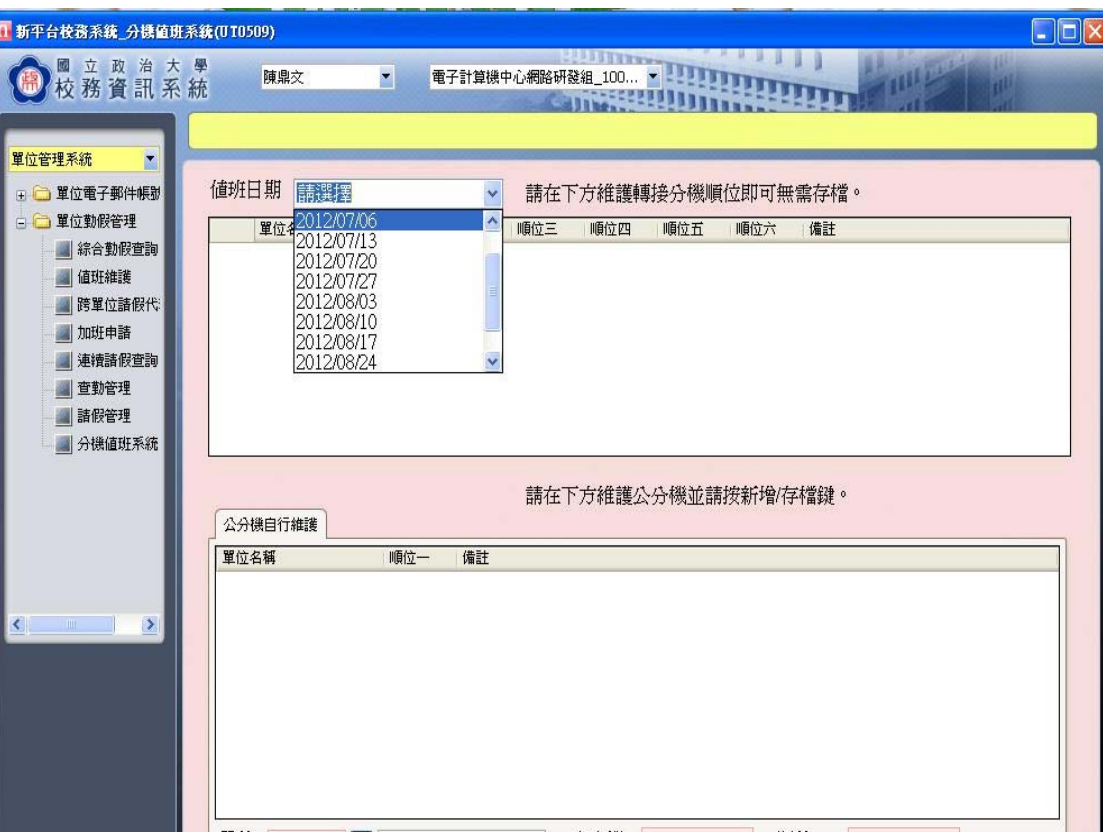 新平台校務系統_分機值班系統(UT0509)
國立政治大學
校務資訊系統
陳鼎文
電子計算機中心網路研發組_100...
單位管理系統
單位電子郵件帳號
單位勤假管理
綜合勤假查詢
值班維護
跨單位請假代
加班申請
連續請假查詢
查勤管理
請假管理
分機值班系統
值班日期 請選擇 請在下方維護轉接分機順位即可無需存檔。
單位 順位三 順位四 順位五 順位六 備註
2012/07/06
2012/07/13
2012/07/20
2012/07/27
2012/08/03
2012/08/10
2012/08/17
2012/08/24
請在下方維護公分機並請按新增/存檔鍵。
公分機自行維護
單位名稱 順位一 備註